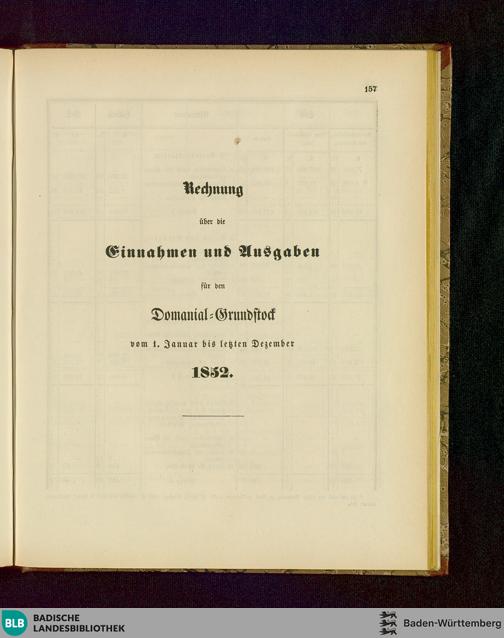 157
Rechnung
über die
Einnahmen und Ausgaben
für den
Domanial-Grundstock
vom 1. Januar bis letzten Dezember
1852.
BLB BADISCHE
LANDESBIBLIOTHEK
Baden-Württemberg